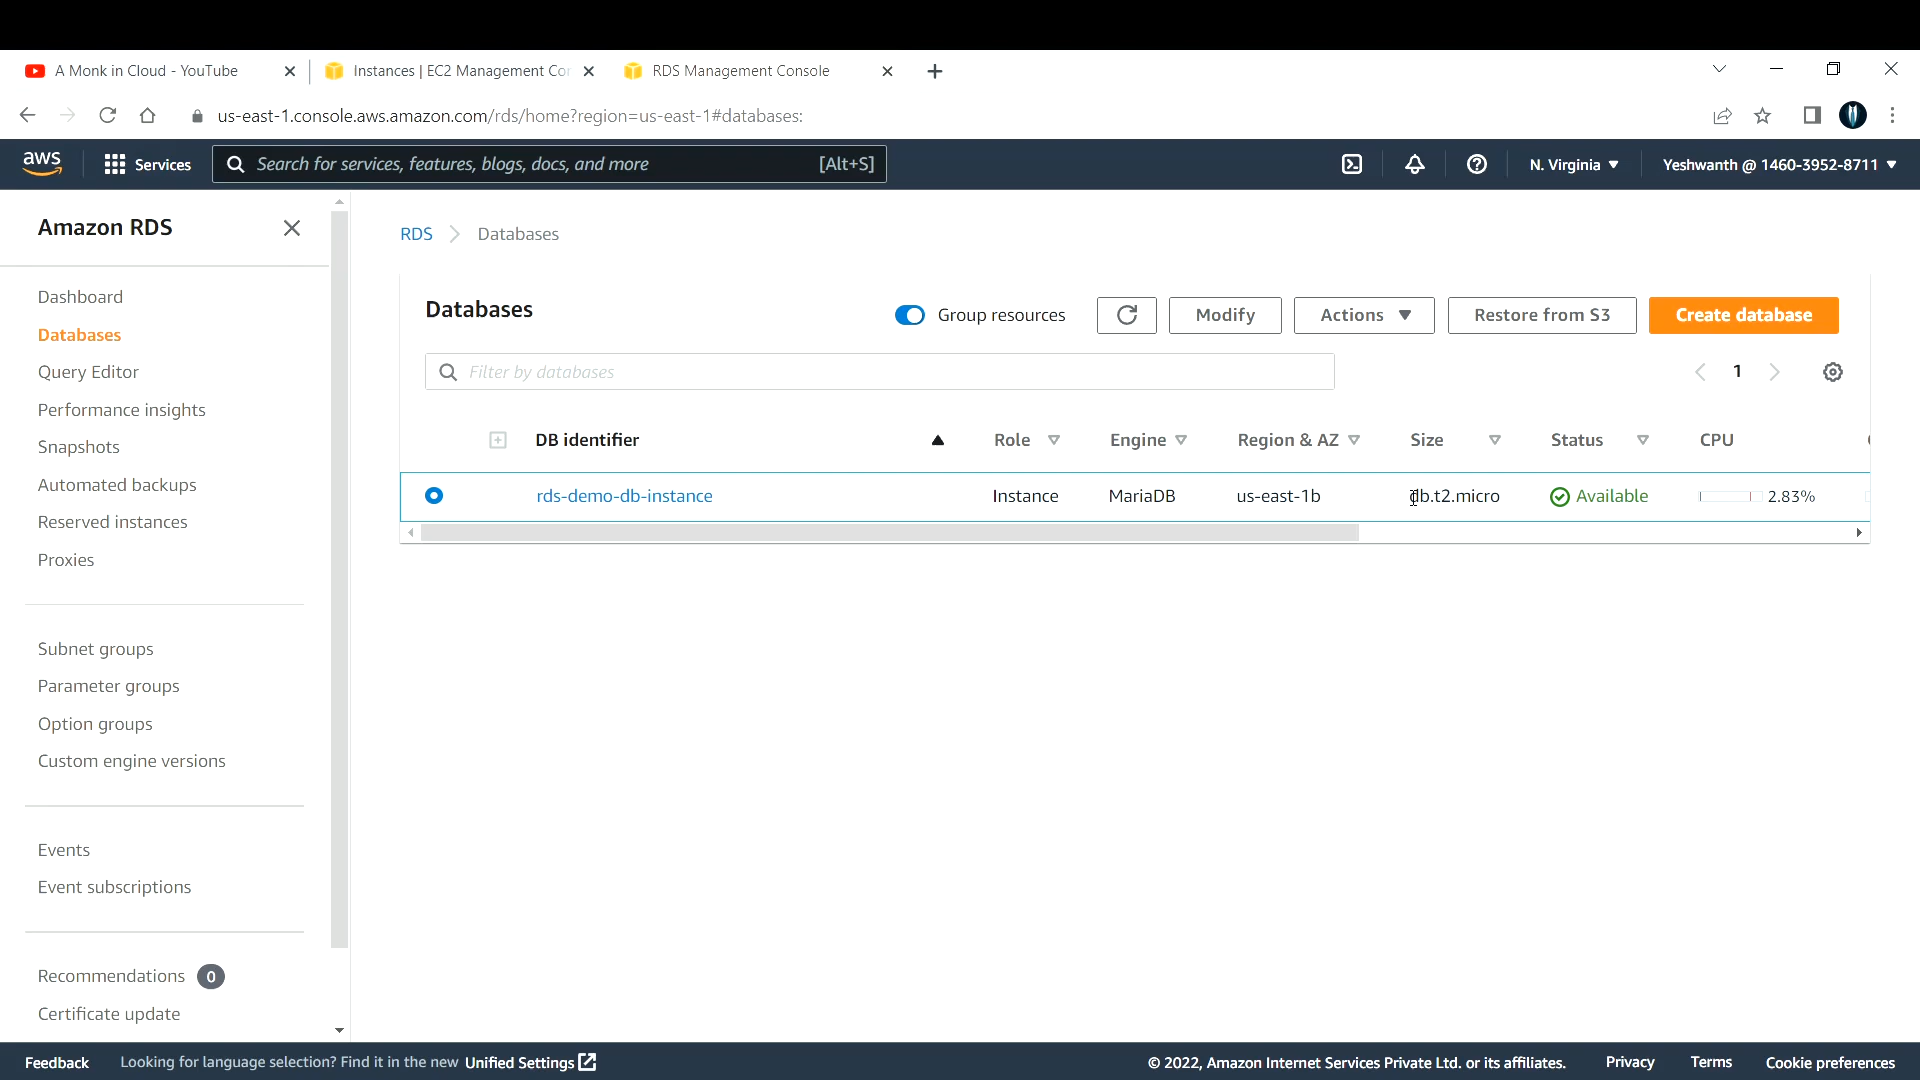 A Monk in Cloud - YouTube
Instances | EC2 Management Cor
RDS Management Console
us-east-1.console.aws.amazon.com/rds/home?region=us-east-1#databases:
aws
Services
Search for services, features, blogs, docs, and more
[Alt+S]
N. Virginia
Yeshwanth @ 1460-3952-8711
Amazon RDS
Dashboard
Databases
Query Editor
Performance insights
Snapshots
Automated backups
Reserved instances
Proxies
Subnet groups
Parameter groups
Option groups
Custom engine versions
Events
Event subscriptions
Recommendations 0
Certificate update
RDS > Databases
Databases
Group resources
Modify
Actions
Restore from S3
Create database
Filter by databases
1
DB identifier Role Engine Region & AZ Size Status CPU
rds-demo-db-instance Instance MariaDB us-east-1b db.t2.micro Available 2.83%
Feedback
Looking for language selection? Find it in the new Unified Settings
© 2022, Amazon Internet Services Private Ltd. or its affiliates.
Privacy
Terms
Cookie preferences